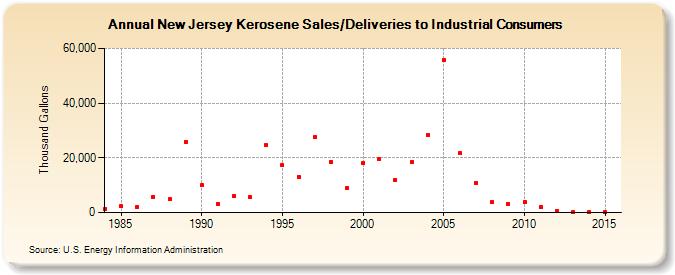 Annual New Jersey Kerosene Sales/Deliveries to Industrial Consumers
Thousand Gallons
60,000
40,000
20,000
0
1985 1990 1995 2000 2005 2010 2015
Source: U.S. Energy Information Administration